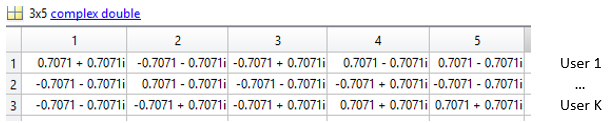 3x5 complex double
1 2 3 4 5
1 0.7071 + 0.7071i -0.7071 - 0.7071i -0.7071 + 0.7071i 0.7071 - 0.7071i 0.7071 - 0.7071i User 1
2 -0.7071 - 0.7071i 0.7071 - 0.7071i -0.7071 - 0.7071i -0.7071 + 0.7071i -0.7071 - 0.7071i ...
3 -0.7071 - 0.7071i -0.7071 + 0.7071i -0.7071 + 0.7071i 0.7071 + 0.7071i 0.7071 + 0.7071i User K